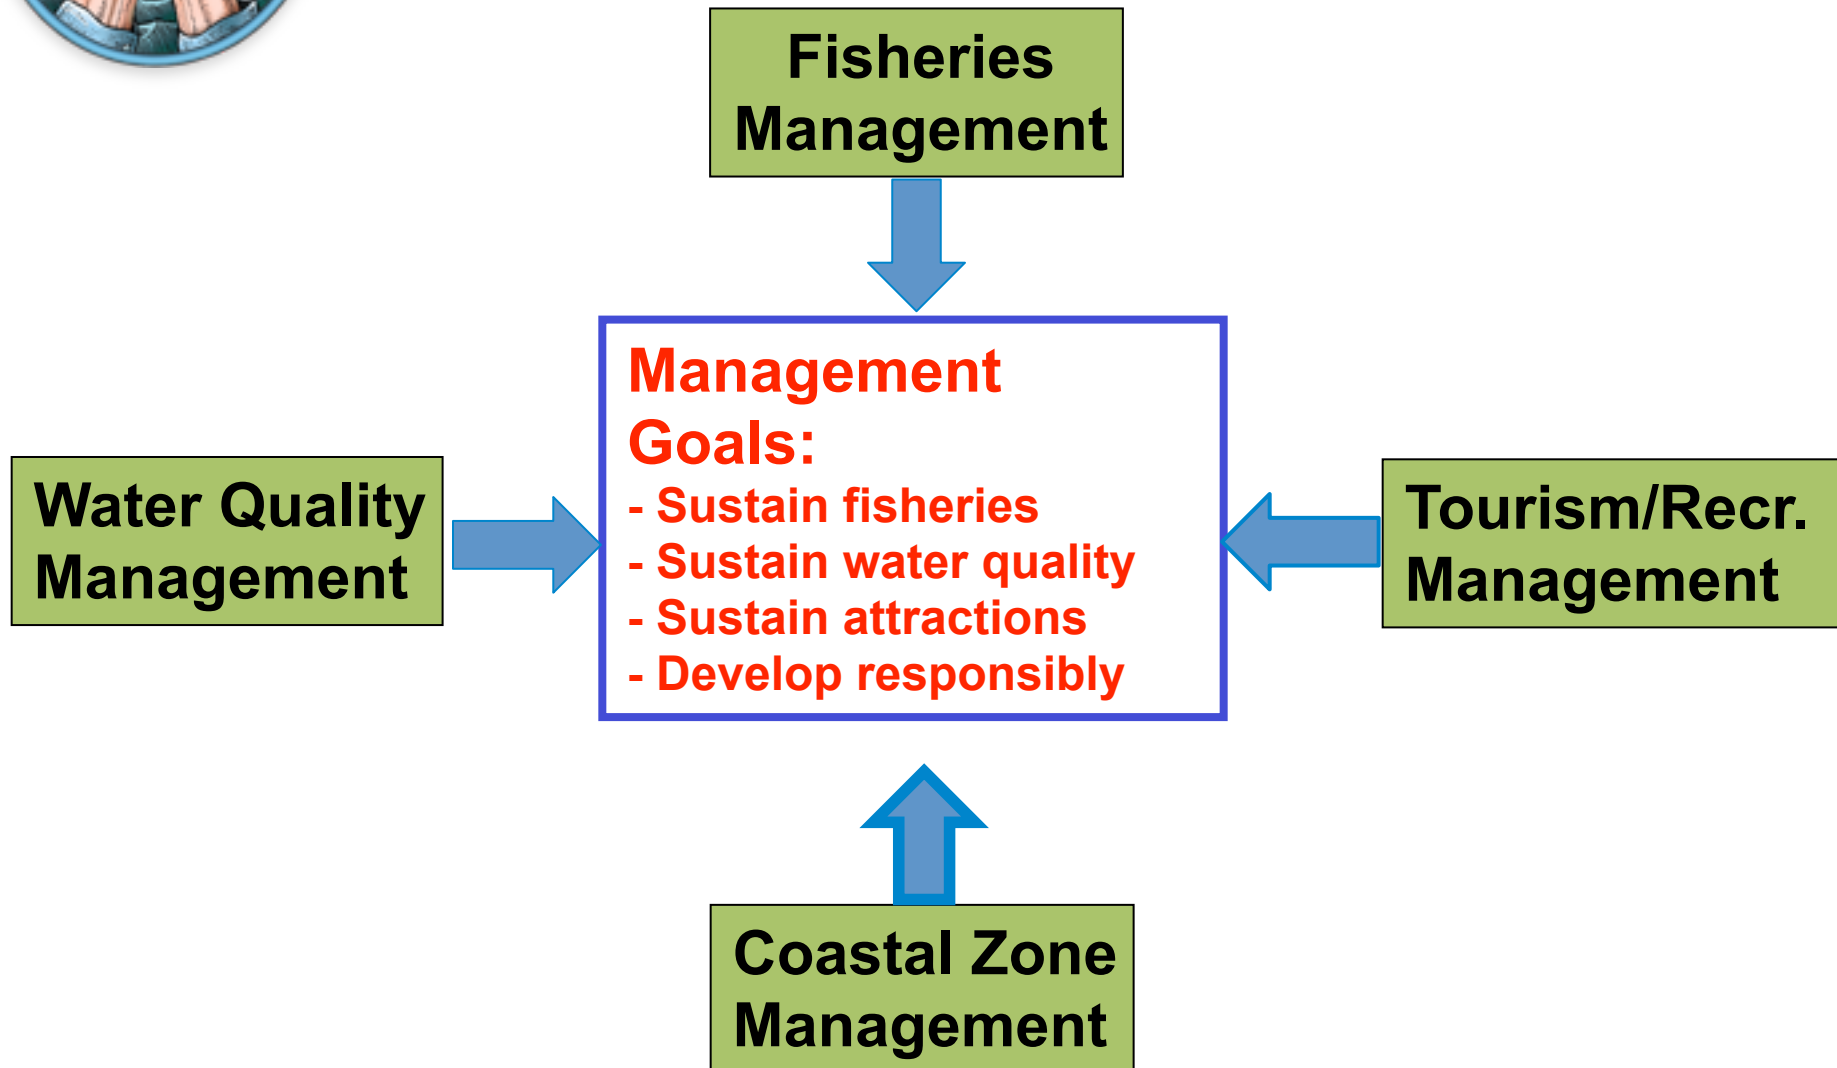 Fisheries
Management
Management
Goals:
- Sustain fisheries
- Sustain water quality
- Sustain attractions
- Develop responsibly
Water Quality
Management
Tourism/Recr.
Management
Coastal Zone
Management